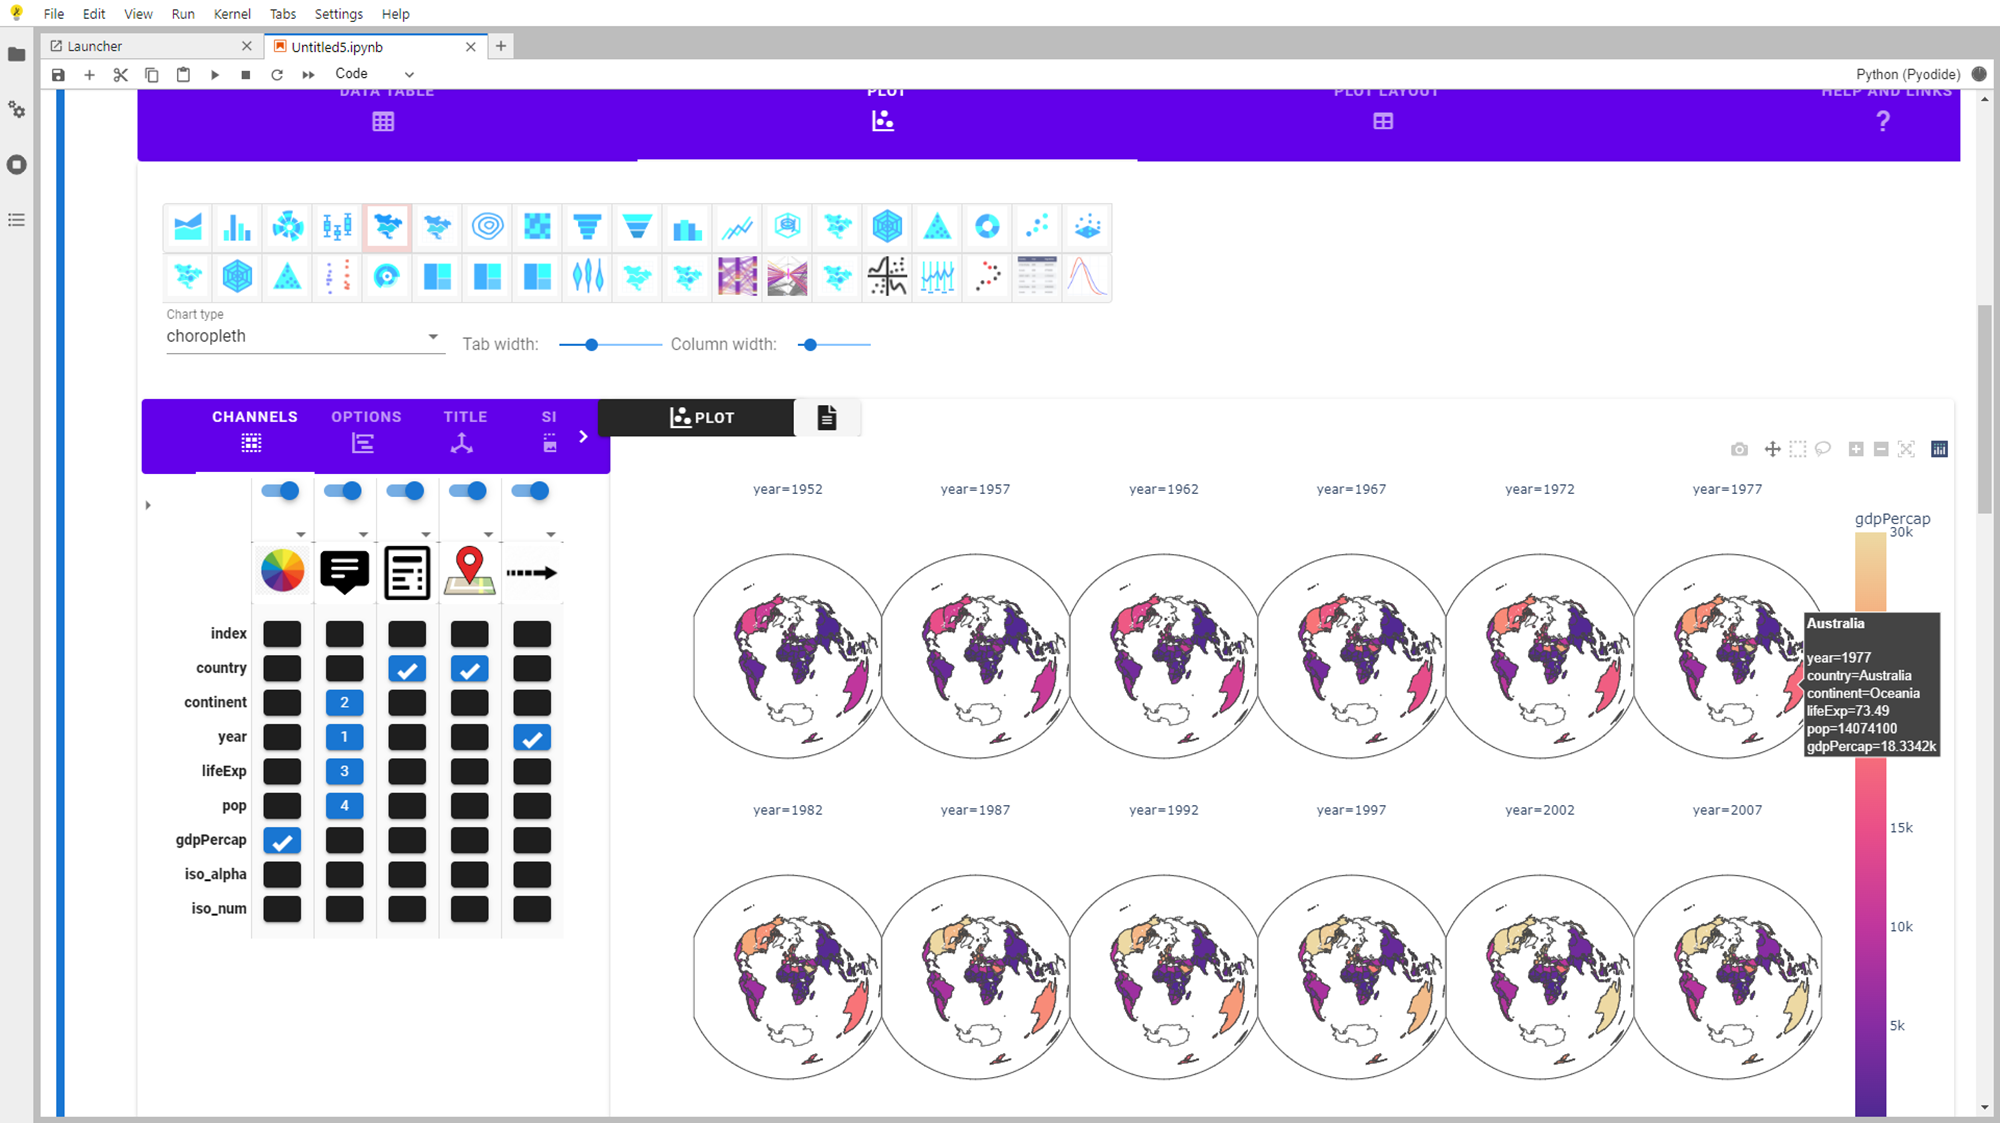 File Edit View Run Kernel Tabs Settings Help
Launcher
Untitled5.ipynb
Code
Python (Pyodide)
DATA TABLE
PLOT
PLOT LAYOUT
HELP AND LINKS
?
Chart type
choropleth
Tab width:
Column width:
CHANNELS
OPTIONS
TITLE
SI
PLOT
year=1952
year=1957
year=1962
year=1967
year=1972
year=1977
gdpPercap
30k
Australia
year=1977
country=Australia
continent=Oceania
lifeExp=73.49
pop=14074100
gdpPercap=18.3342k
index
country
continent 2
year 1
lifeExp 3
pop 4
gdpPercap
iso_alpha
iso_num
year=1982
year=1987
year=1992
year=1997
year=2002
year=2007
15k
10k
5k